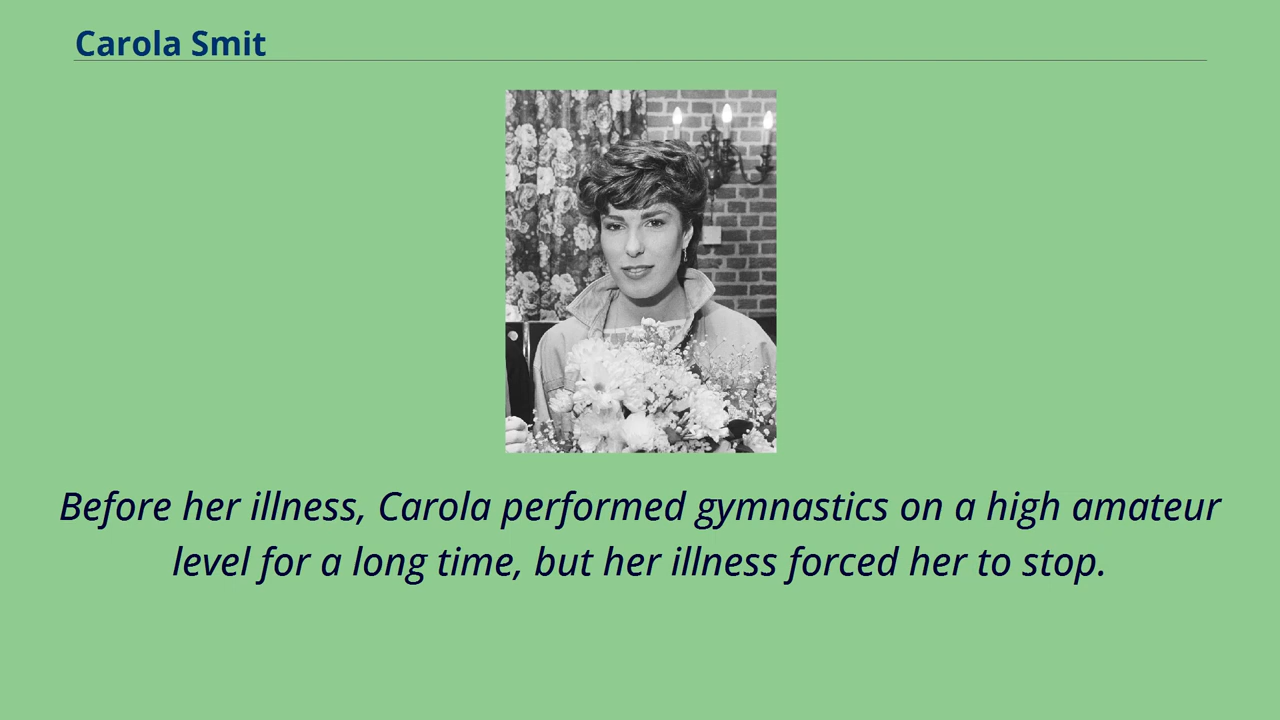 Carola Smit
Before her illness, Carola performed gymnastics on a high amateur
level for a long time, but her illness forced her to stop.